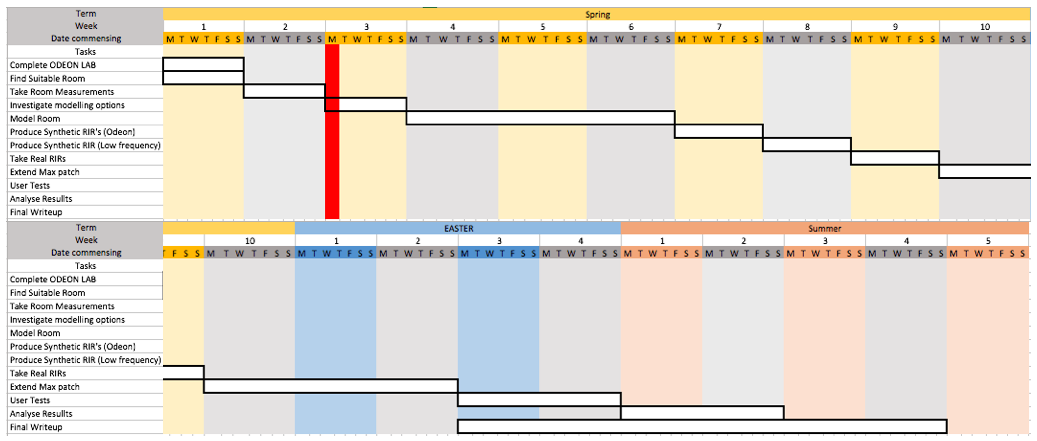 Term Spring
Week 1 2 3 4 5 6 7 8 9 10
Date commensing M T W T F S S M T W T F S S M T W T F S S M T W T F S S M T W T F S S M T W T F S S M T W T F S S M T W T F S S M T W T F S S M T W T F S S
Tasks
Complete ODEON LAB
Find Suitable Room
Take Room Measurements
Investigate modelling options
Model Room
Produce Synthetic RIR's (Odeon)
Produce Synthetic RIR (Low frequency)
Take Real RIRs
Extend Max patch
User Tests
Analyse Resullts
Final Writeup
Term EASTER Summer
Week 10 1 2 3 4 1 2 3 4 5
Date commensing T F S S M T W T F S S M T W T F S S M T W T F S S M T W T F S S M T W T F S S M T W T F S S M T W T F S S M T W T F S S M T W T F S S M T W T F S S
Tasks
Complete ODEON LAB
Find Suitable Room
Take Room Measurements
Investigate modelling options
Model Room
Produce Synthetic RIR's (Odeon)
Produce Synthetic RIR (Low frequency)
Take Real RIRs
Extend Max patch
User Tests
Analyse Resullts
Final Writeup